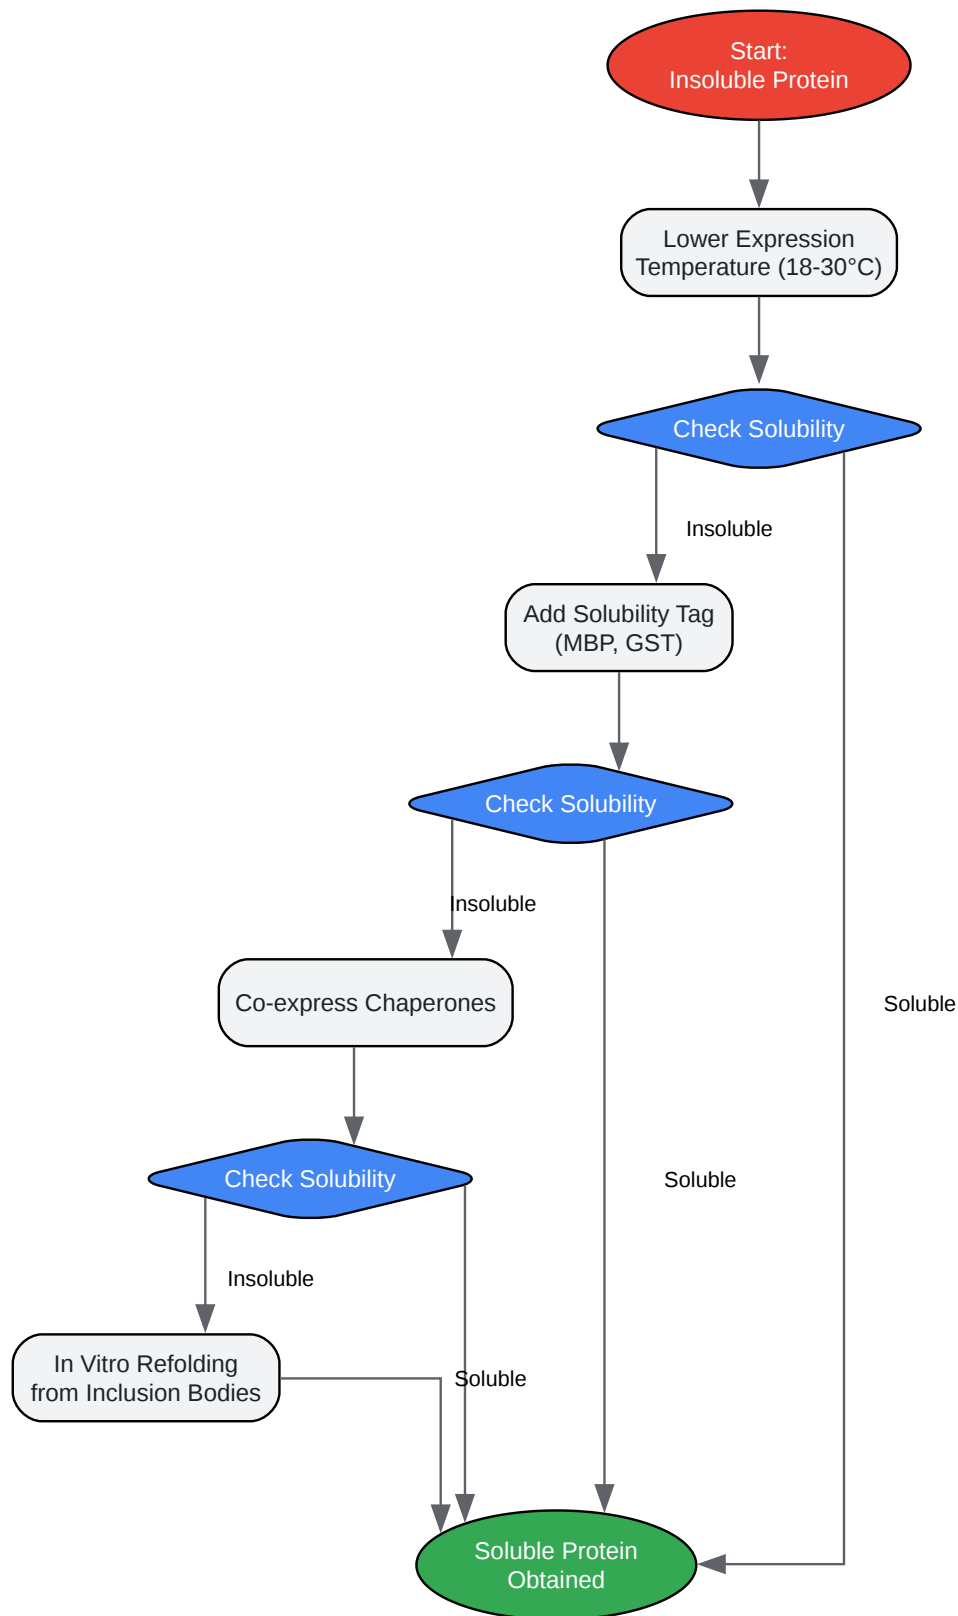 Start:
Insoluble Protein
Lower Expression
Temperature (18-30°C)
Check Solubility
Insoluble
Add Solubility Tag
(MBP, GST)
Check Solubility
Insoluble
Co-express Chaperones
Soluble
Check Solubility
Soluble
Insoluble
In Vitro Refolding
from Inclusion Bodies
Soluble
Soluble Protein
Obtained